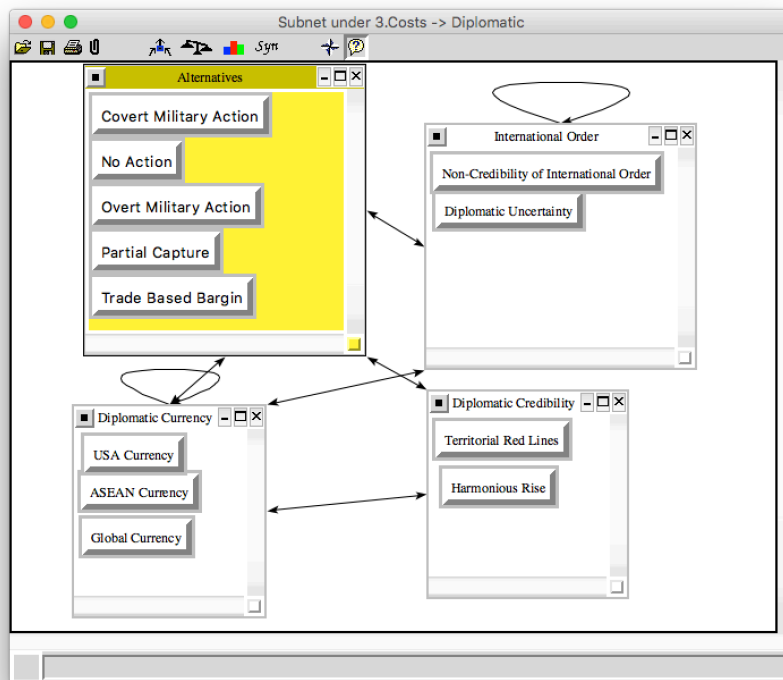 Subnet under 3.Costs -> Diplomatic
Syn
Alternatives
Covert Military Action
No Action
Overt Military Action
Partial Capture
Trade Based Bargin
International Order
Non-Credibility of International Order
Diplomatic Uncertainty
Diplomatic Currency
USA Currency
ASEAN Currency
Global Currency
Diplomatic Credibility
Territorial Red Lines
Harmonious Rise